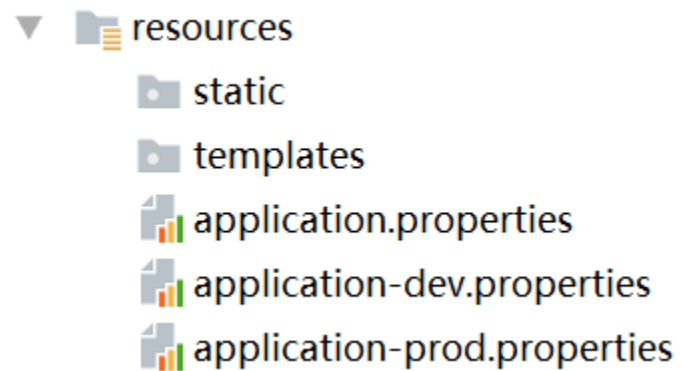 resources
static
templates
application.properties
application-dev.properties
application-prod.properties